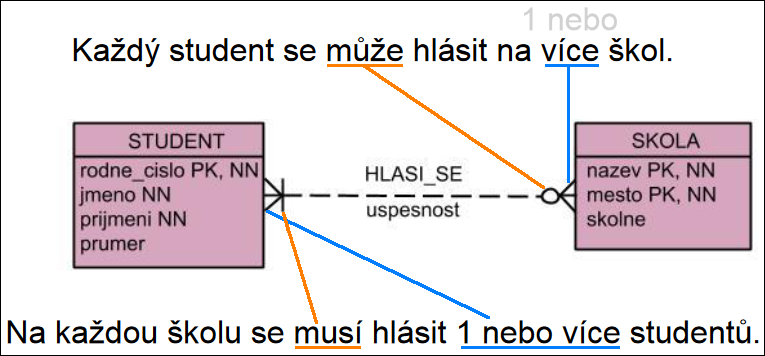 1 nebo
Každý student se může hlásit na více škol.
STUDENT
rodne_cislo PK, NN
jmeno NN
prijmeni NN
prumer
HLASI_SE
uspesnost
SKOLA
nazev PK, NN
mesto PK, NN
skolne
Na každou školu se musí hlásit 1 nebo více studentů.